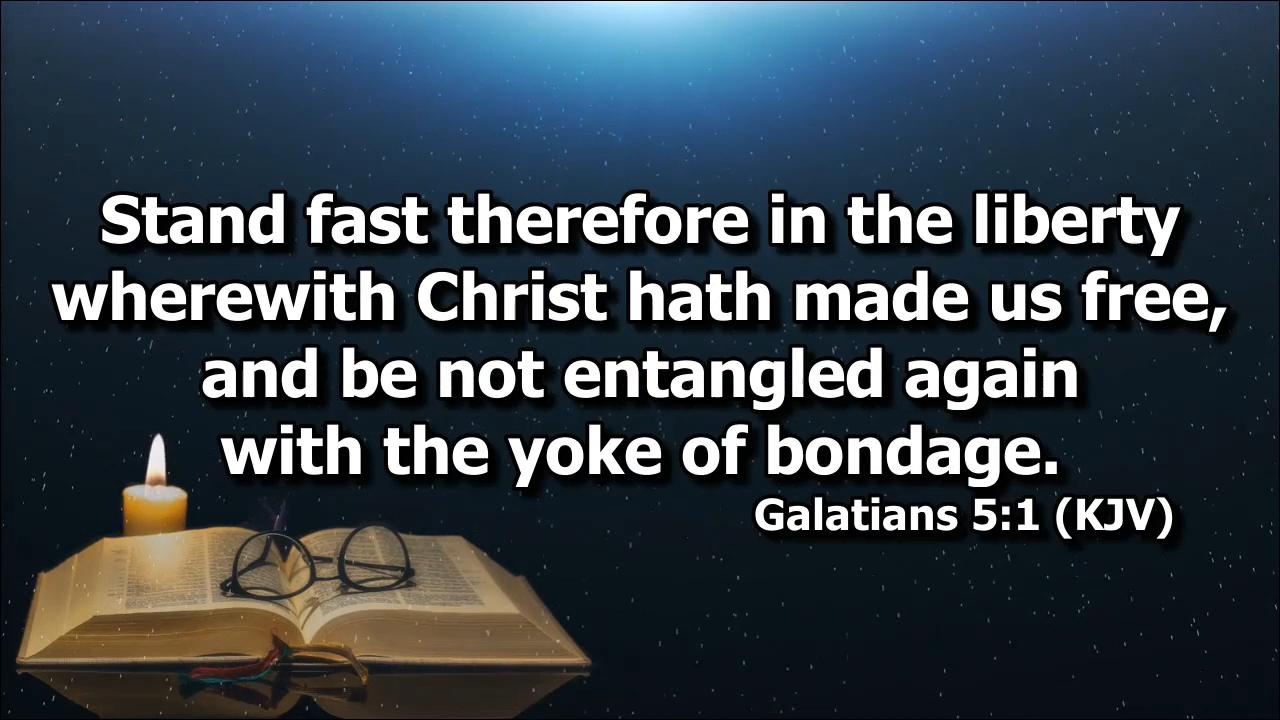 Stand fast therefore in the liberty
wherewith Christ hath made us free,
and be not entangled again
with the yoke of bondage.
Galatians 5:1 (KJV)